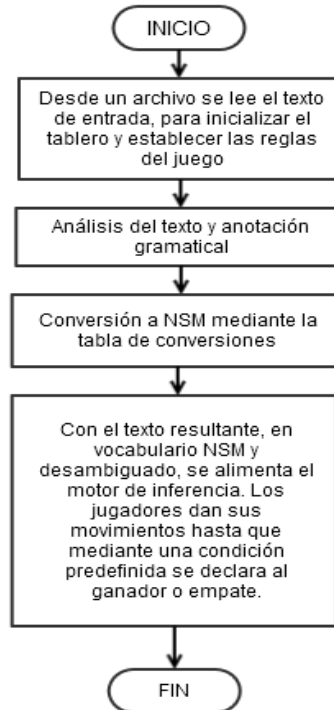 INICIO
Desde un archivo se lee el texto
de entrada, para inicializar el
tablero y establecer las reglas
del juego
Análisis del texto y anotación
gramatical
Conversión a NSM mediante la
tabla de conversiones
Con el texto resultante, en
vocabulario NSM y
desambiguado, se alimenta el
motor de inferencia. Los
jugadores dan sus
movimientos hasta que
mediante una condición
predefinida se declara al
ganador o empate.
FIN